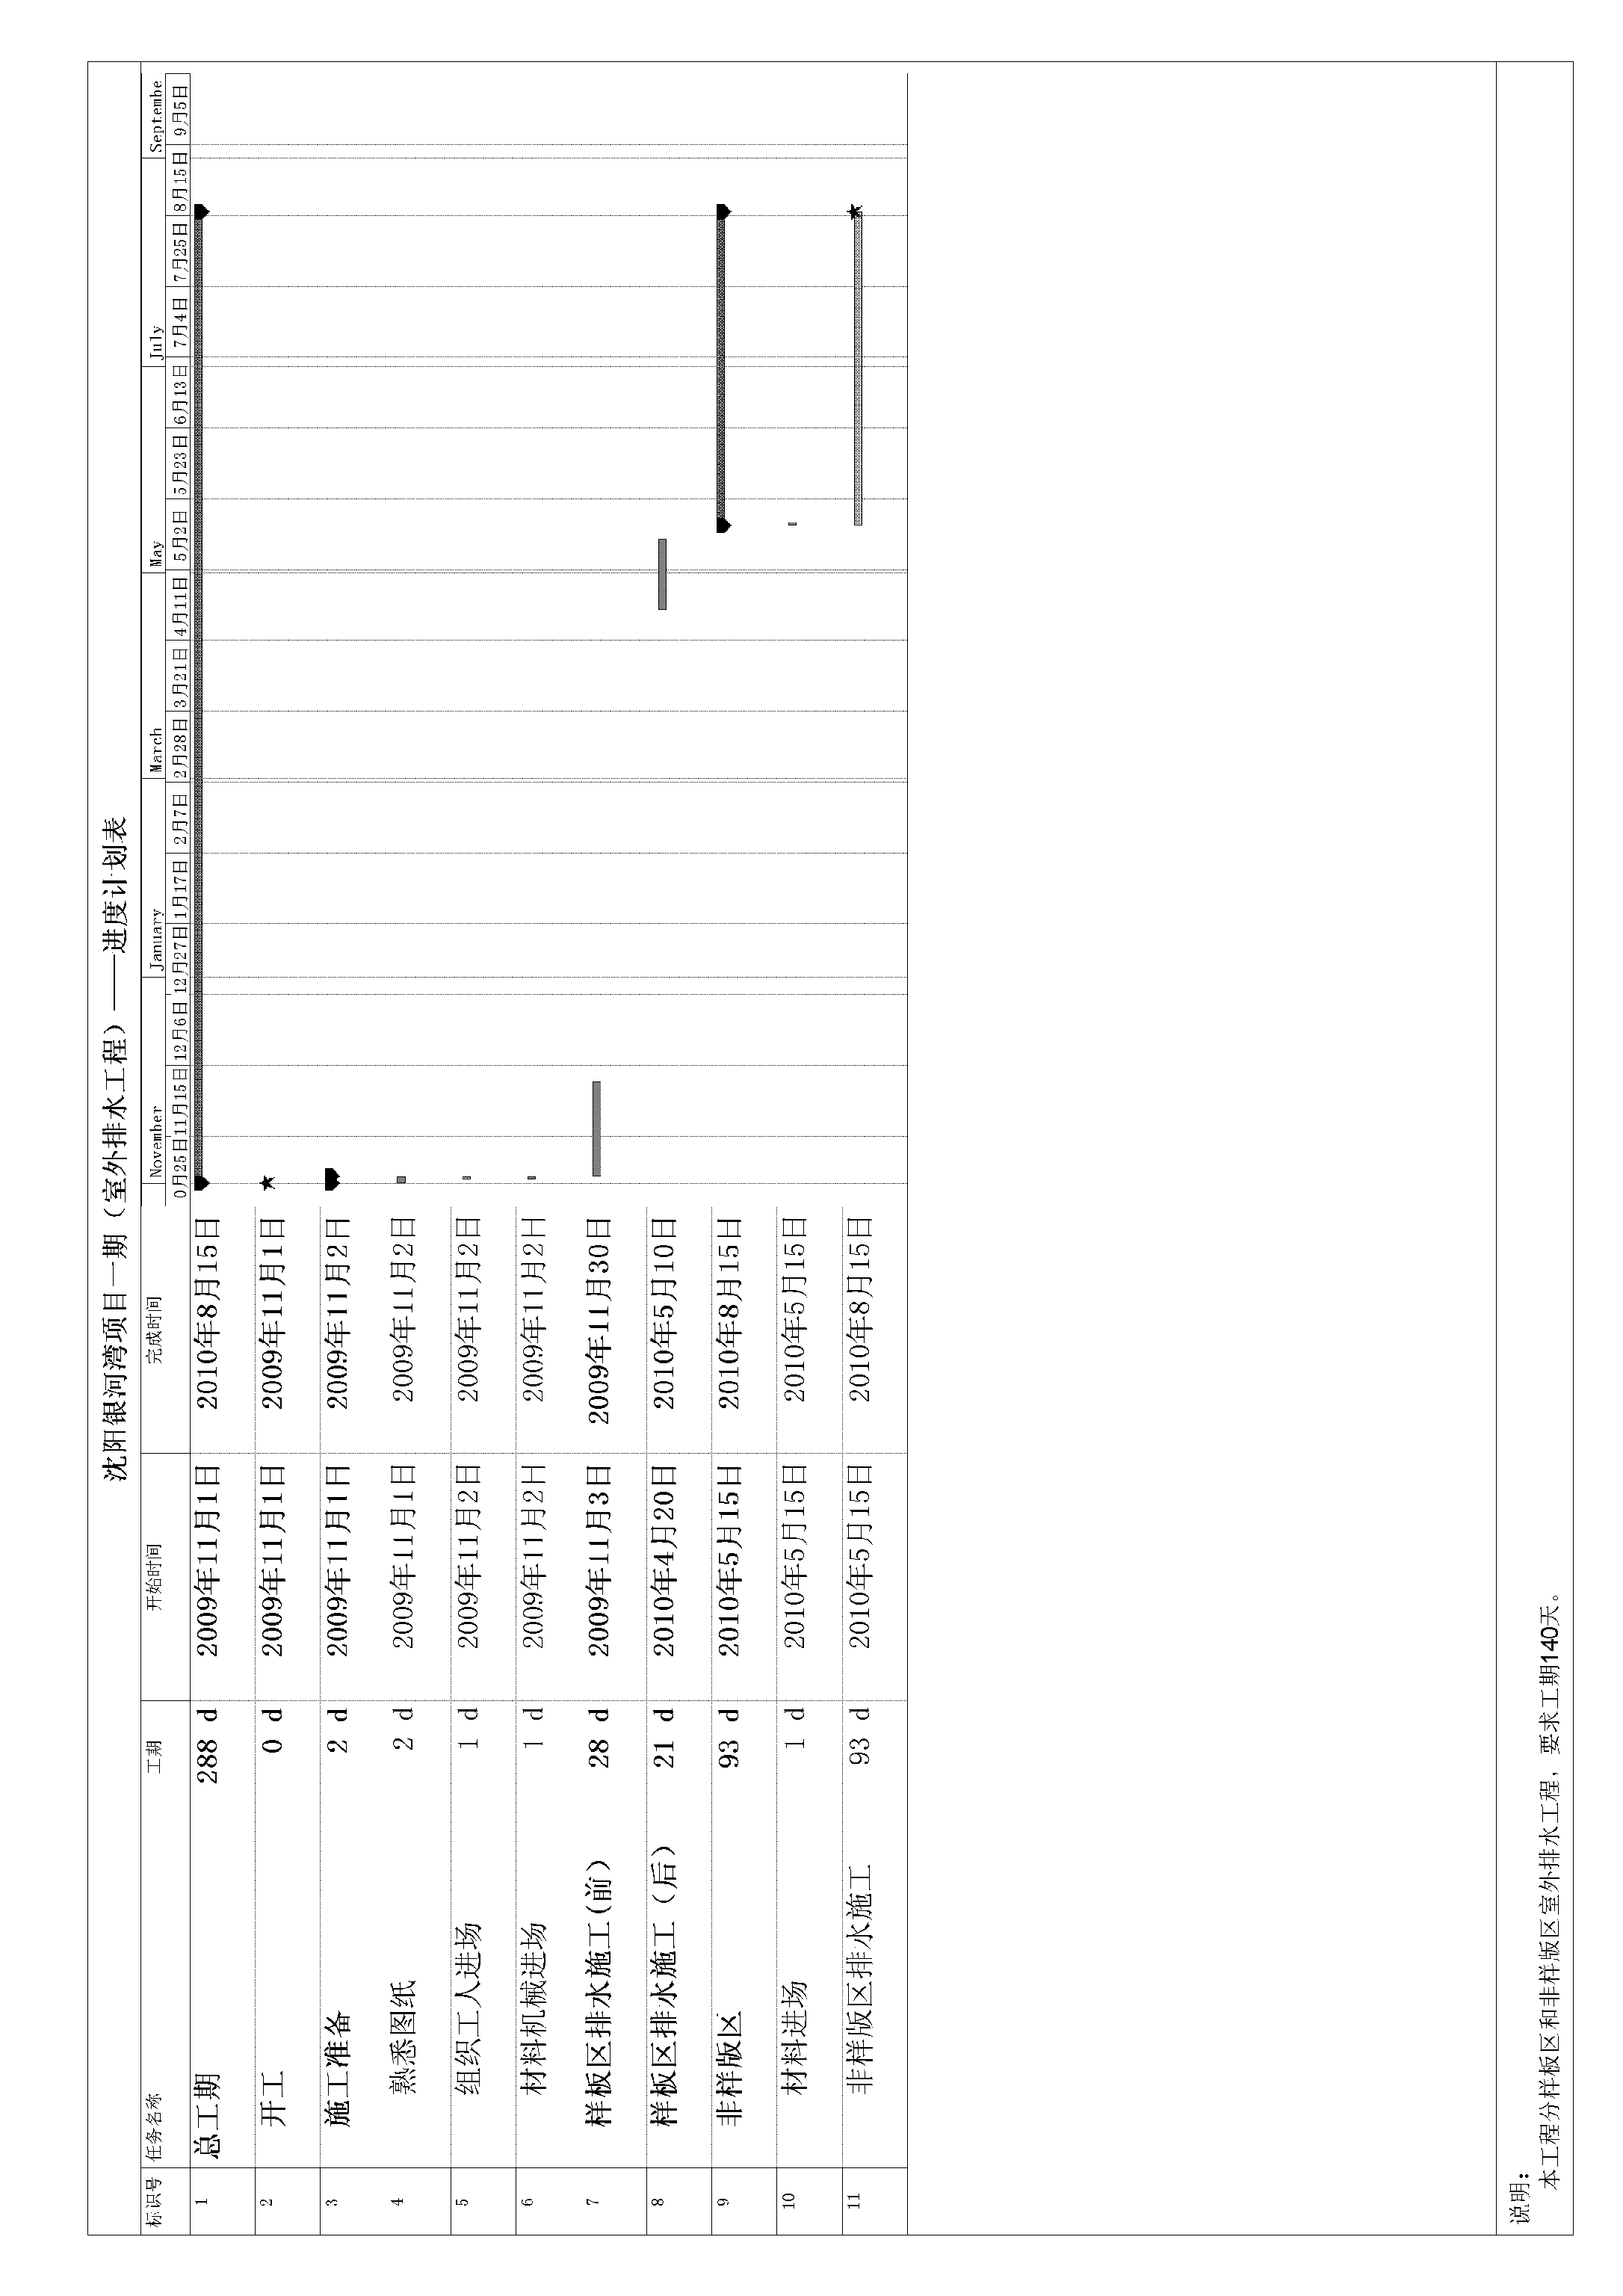 沈阳银河湾项目一期（室外排水工程）——进度计划表
标识号 任务名称 工期 开始时间 完成时间 November January March May July Septembe
0月25日 11月15日 12月6日 12月27日 1月17日 2月7日 2月28日 3月21日 4月11日 5月2日 5月23日 6月13日 7月4日 7月25日 8月15日 9月5日
1 总工期 288 d 2009年11月1日 2010年8月15日
2 开工 0 d 2009年11月1日 2009年11月1日
3 施工准备 2 d 2009年11月1日 2009年11月2日
4 熟悉图纸 2 d 2009年11月1日 2009年11月2日
5 组织工人进场 1 d 2009年11月2日 2009年11月2日
6 材料机械进场 1 d 2009年11月2日 2009年11月2日
7 样板区排水施工(前） 28 d 2009年11月3日 2009年11月30日
8 样板区排水施工（后） 21 d 2010年4月20日 2010年5月10日
9 非样版区 93 d 2010年5月15日 2010年8月15日
10 材料进场 1 d 2010年5月15日 2010年5月15日
11 非样版区排水施工 93 d 2010年5月15日 2010年8月15日
说明：
本工程分样板区和非样版区室外排水工程，要求工期140天。